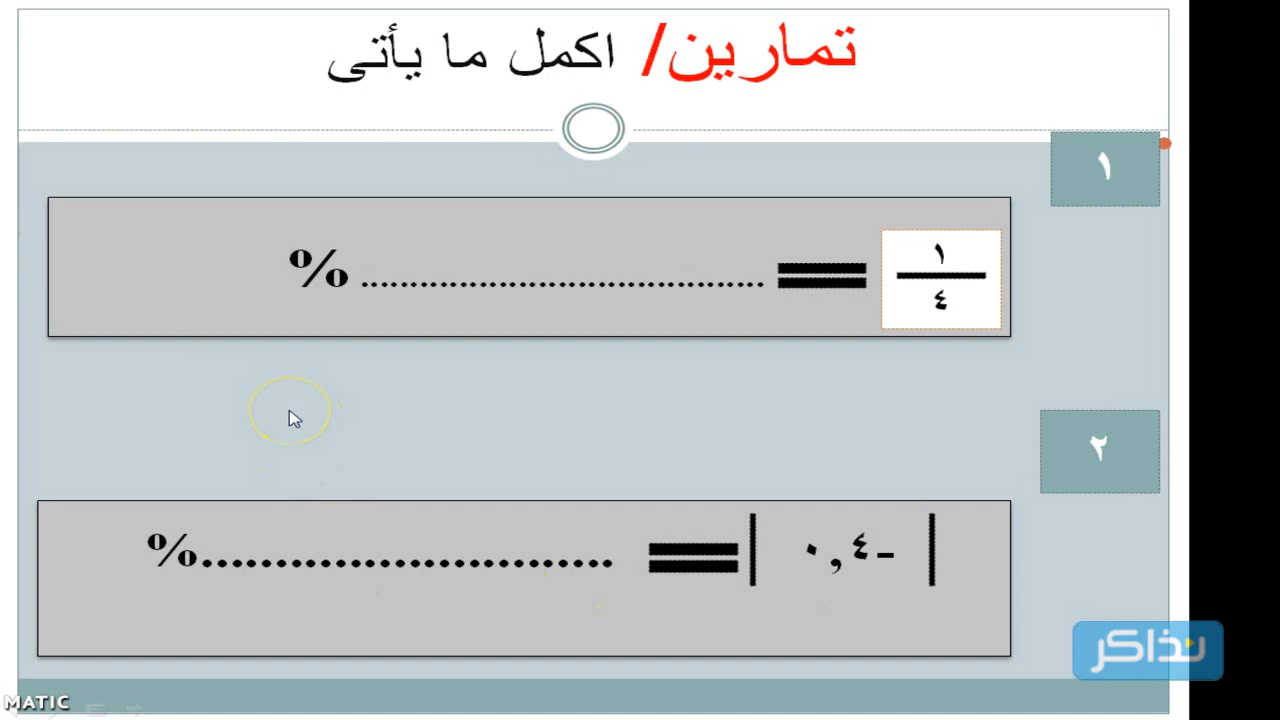 تمارين/ اكمل ما يأتى
١
١
٤
= .......................................... %
٢
| -٠,٤ | = ............................ %
نذاكر
MATIC